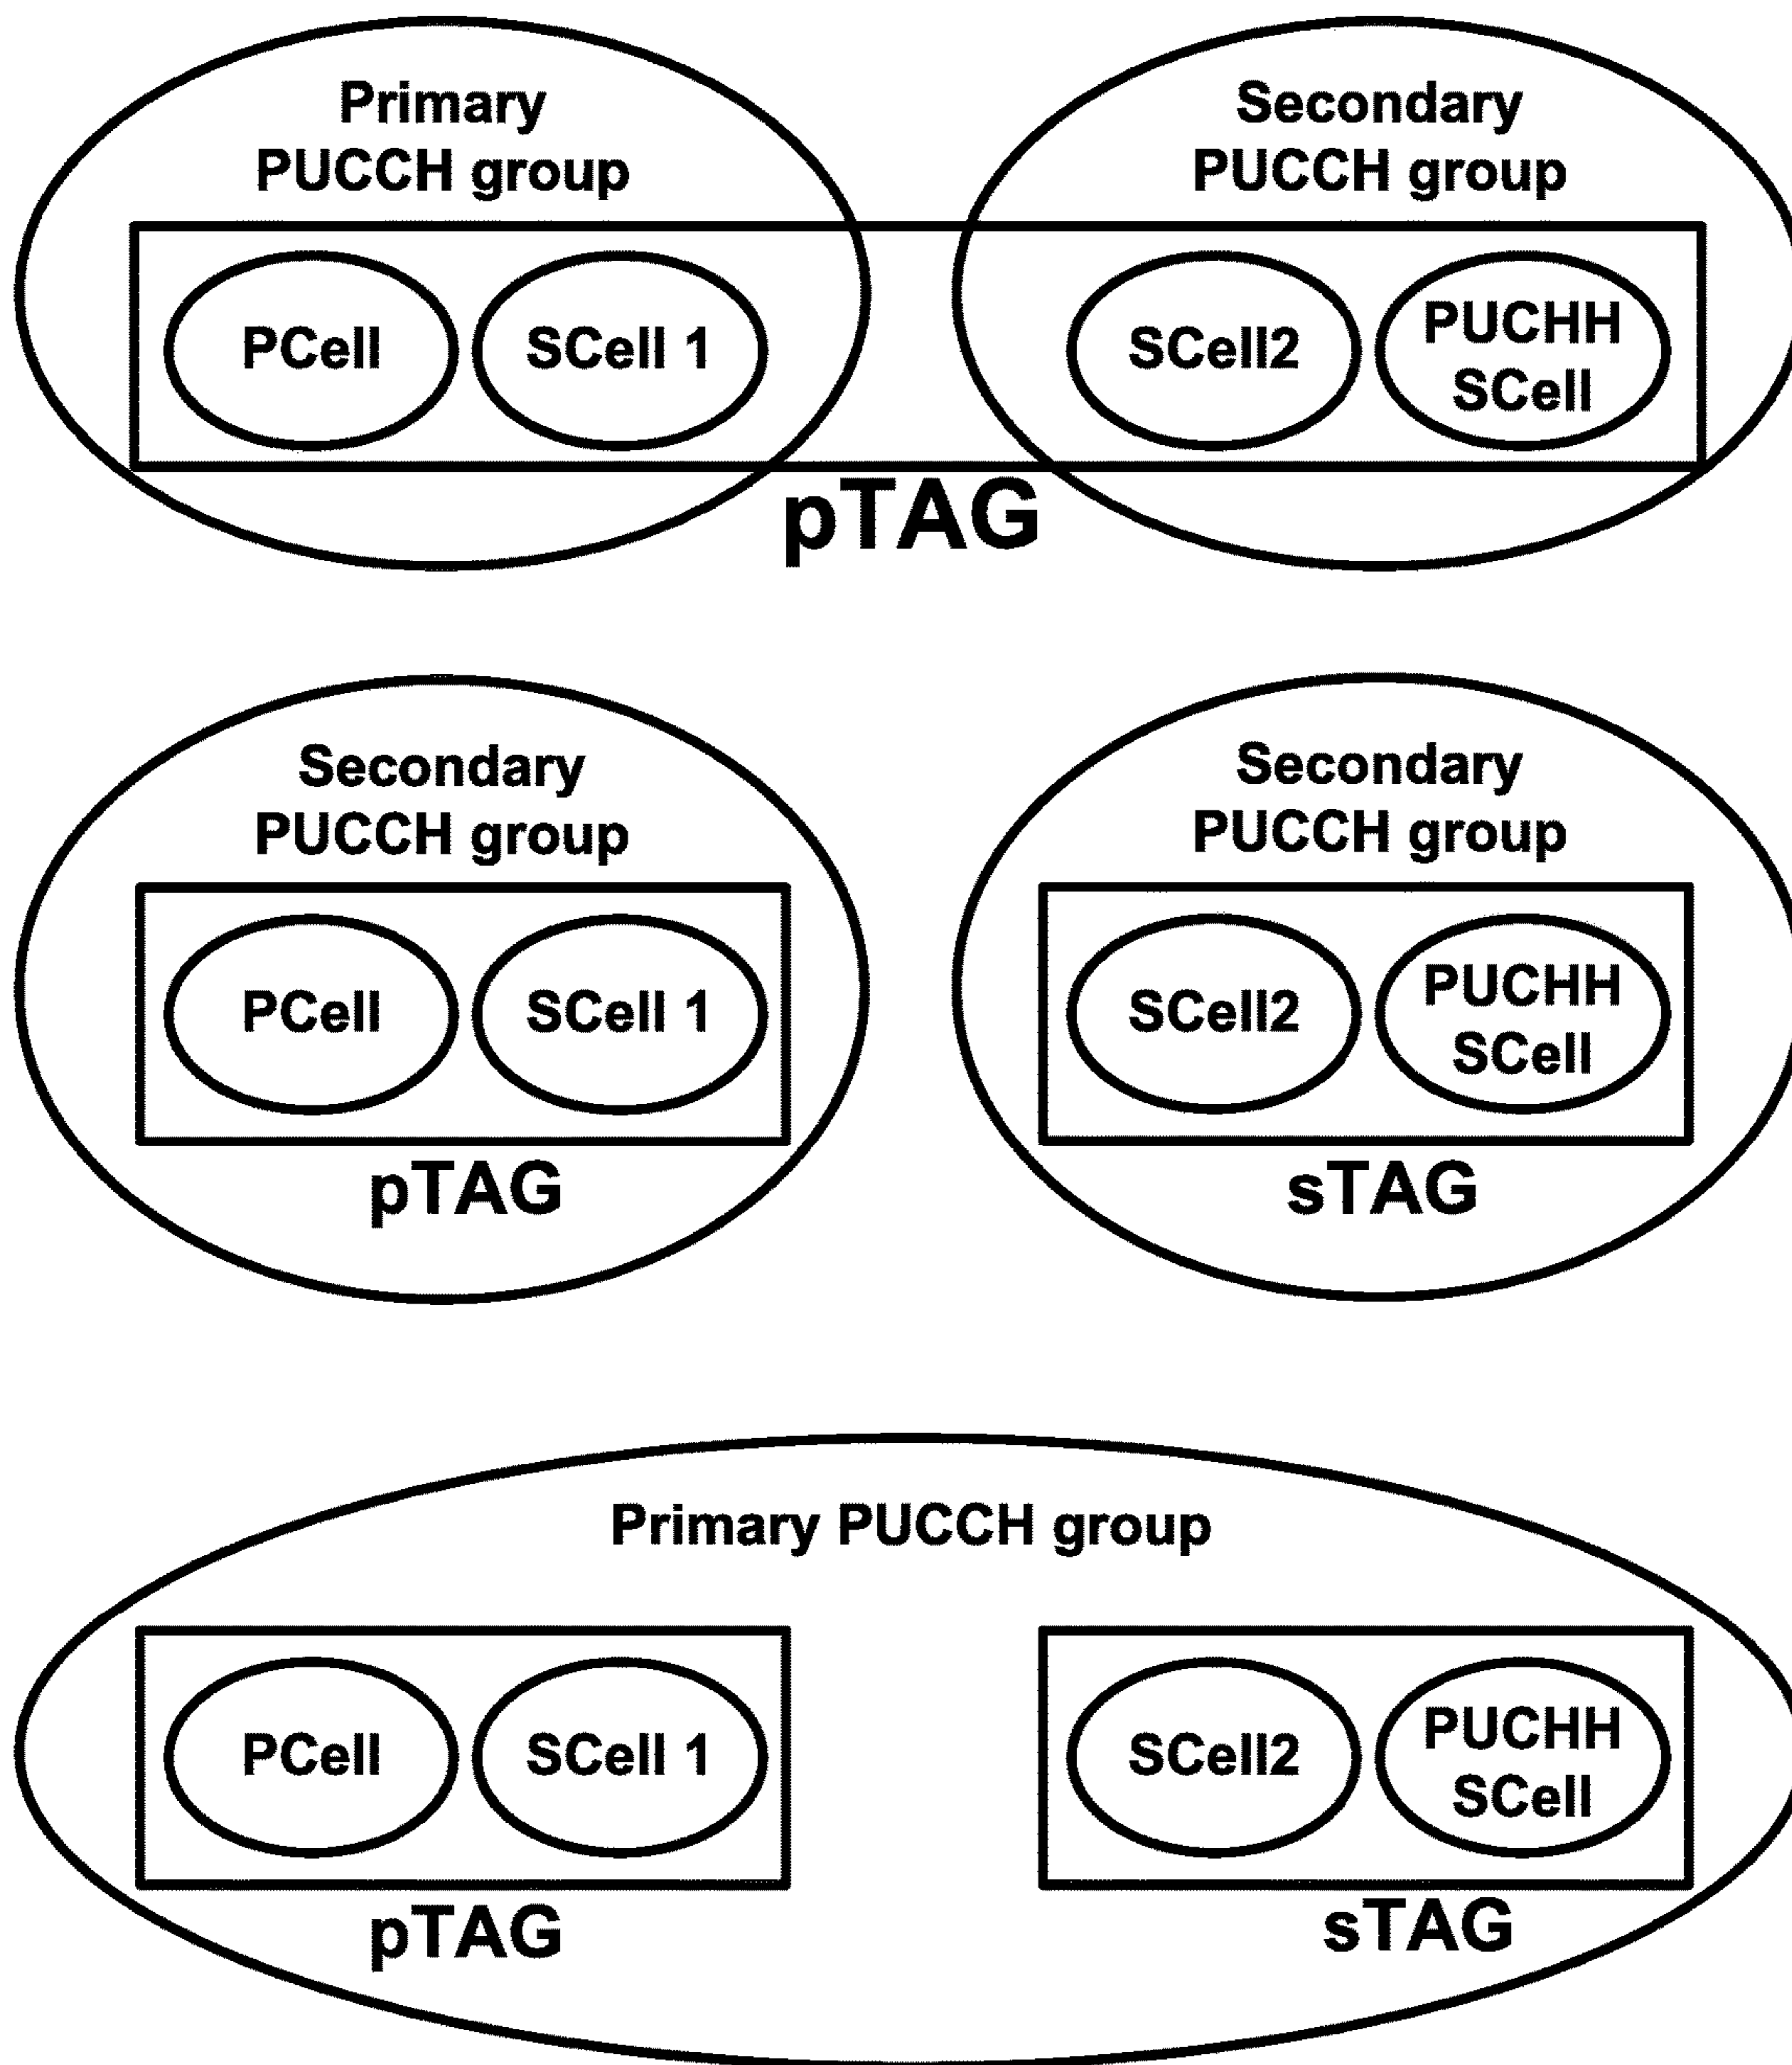 Primary
PUCCH group
Secondary
PUCCH group
PCell
SCell 1
SCell2
PUCHH
SCell
pTAG
Secondary
PUCCH group
Secondary
PUCCH group
PCell
SCell 1
SCell2
PUCHH
SCell
pTAG
sTAG
Primary PUCCH group
PCell
SCell 1
SCell2
PUCHH
SCell
pTAG
sTAG